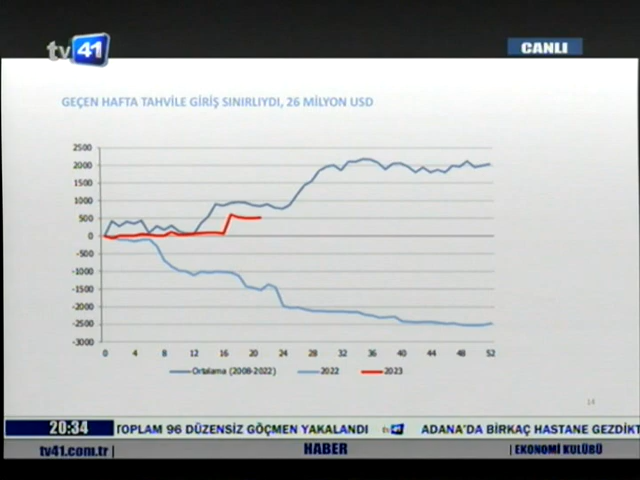 tv41
CANLI
GEÇEN HAFTA TAHVİLE GİRİŞ SINIRLIYDI, 26 MİLYON USD
2500
2000
1500
1000
500
0
-500
-1000
-1500
-2000
-2500
-3000
0 4 8 12 16 20 24 28 32 36 40 44 48 52
Ortalama (2008-2022) 2022 2023
14
20:34 TOPLAM 96 DÜZENSİZ GÖÇMEN YAKALANDI tv41 ADANA'DA BİRKAÇ HASTANE GEZDİKT
tv41.com.tr | HABER | EKONOMİ KULÜBÜ